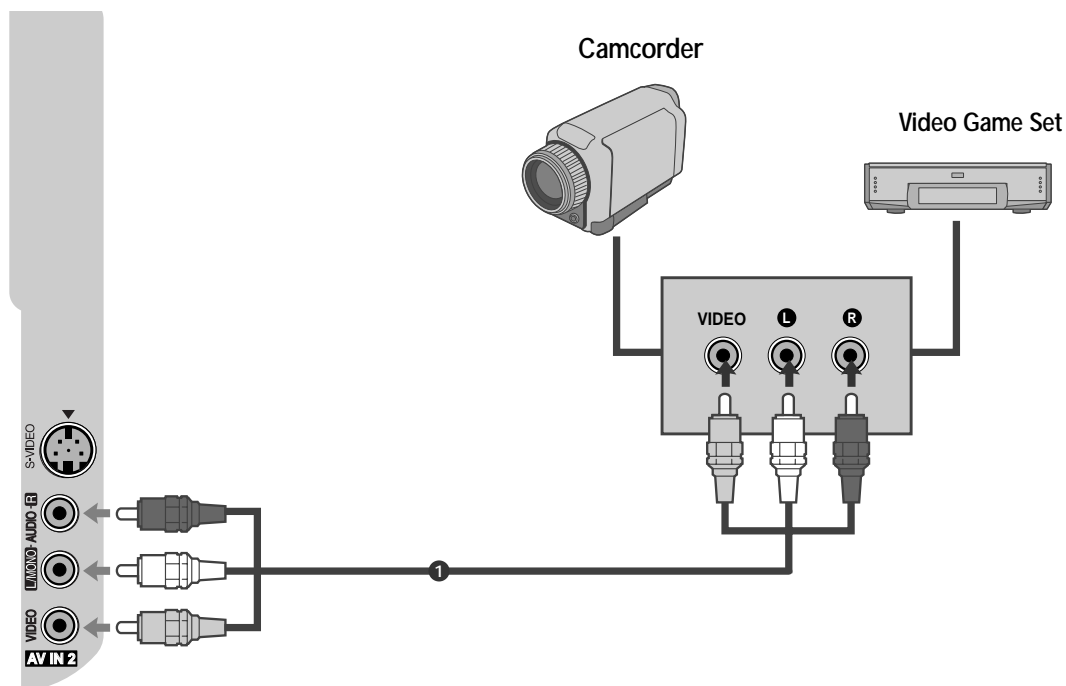 Camcorder
Video Game Set
VIDEO L R
S-VIDEO
L/MONO - AUDIO - R
VIDEO
AV IN 2
1